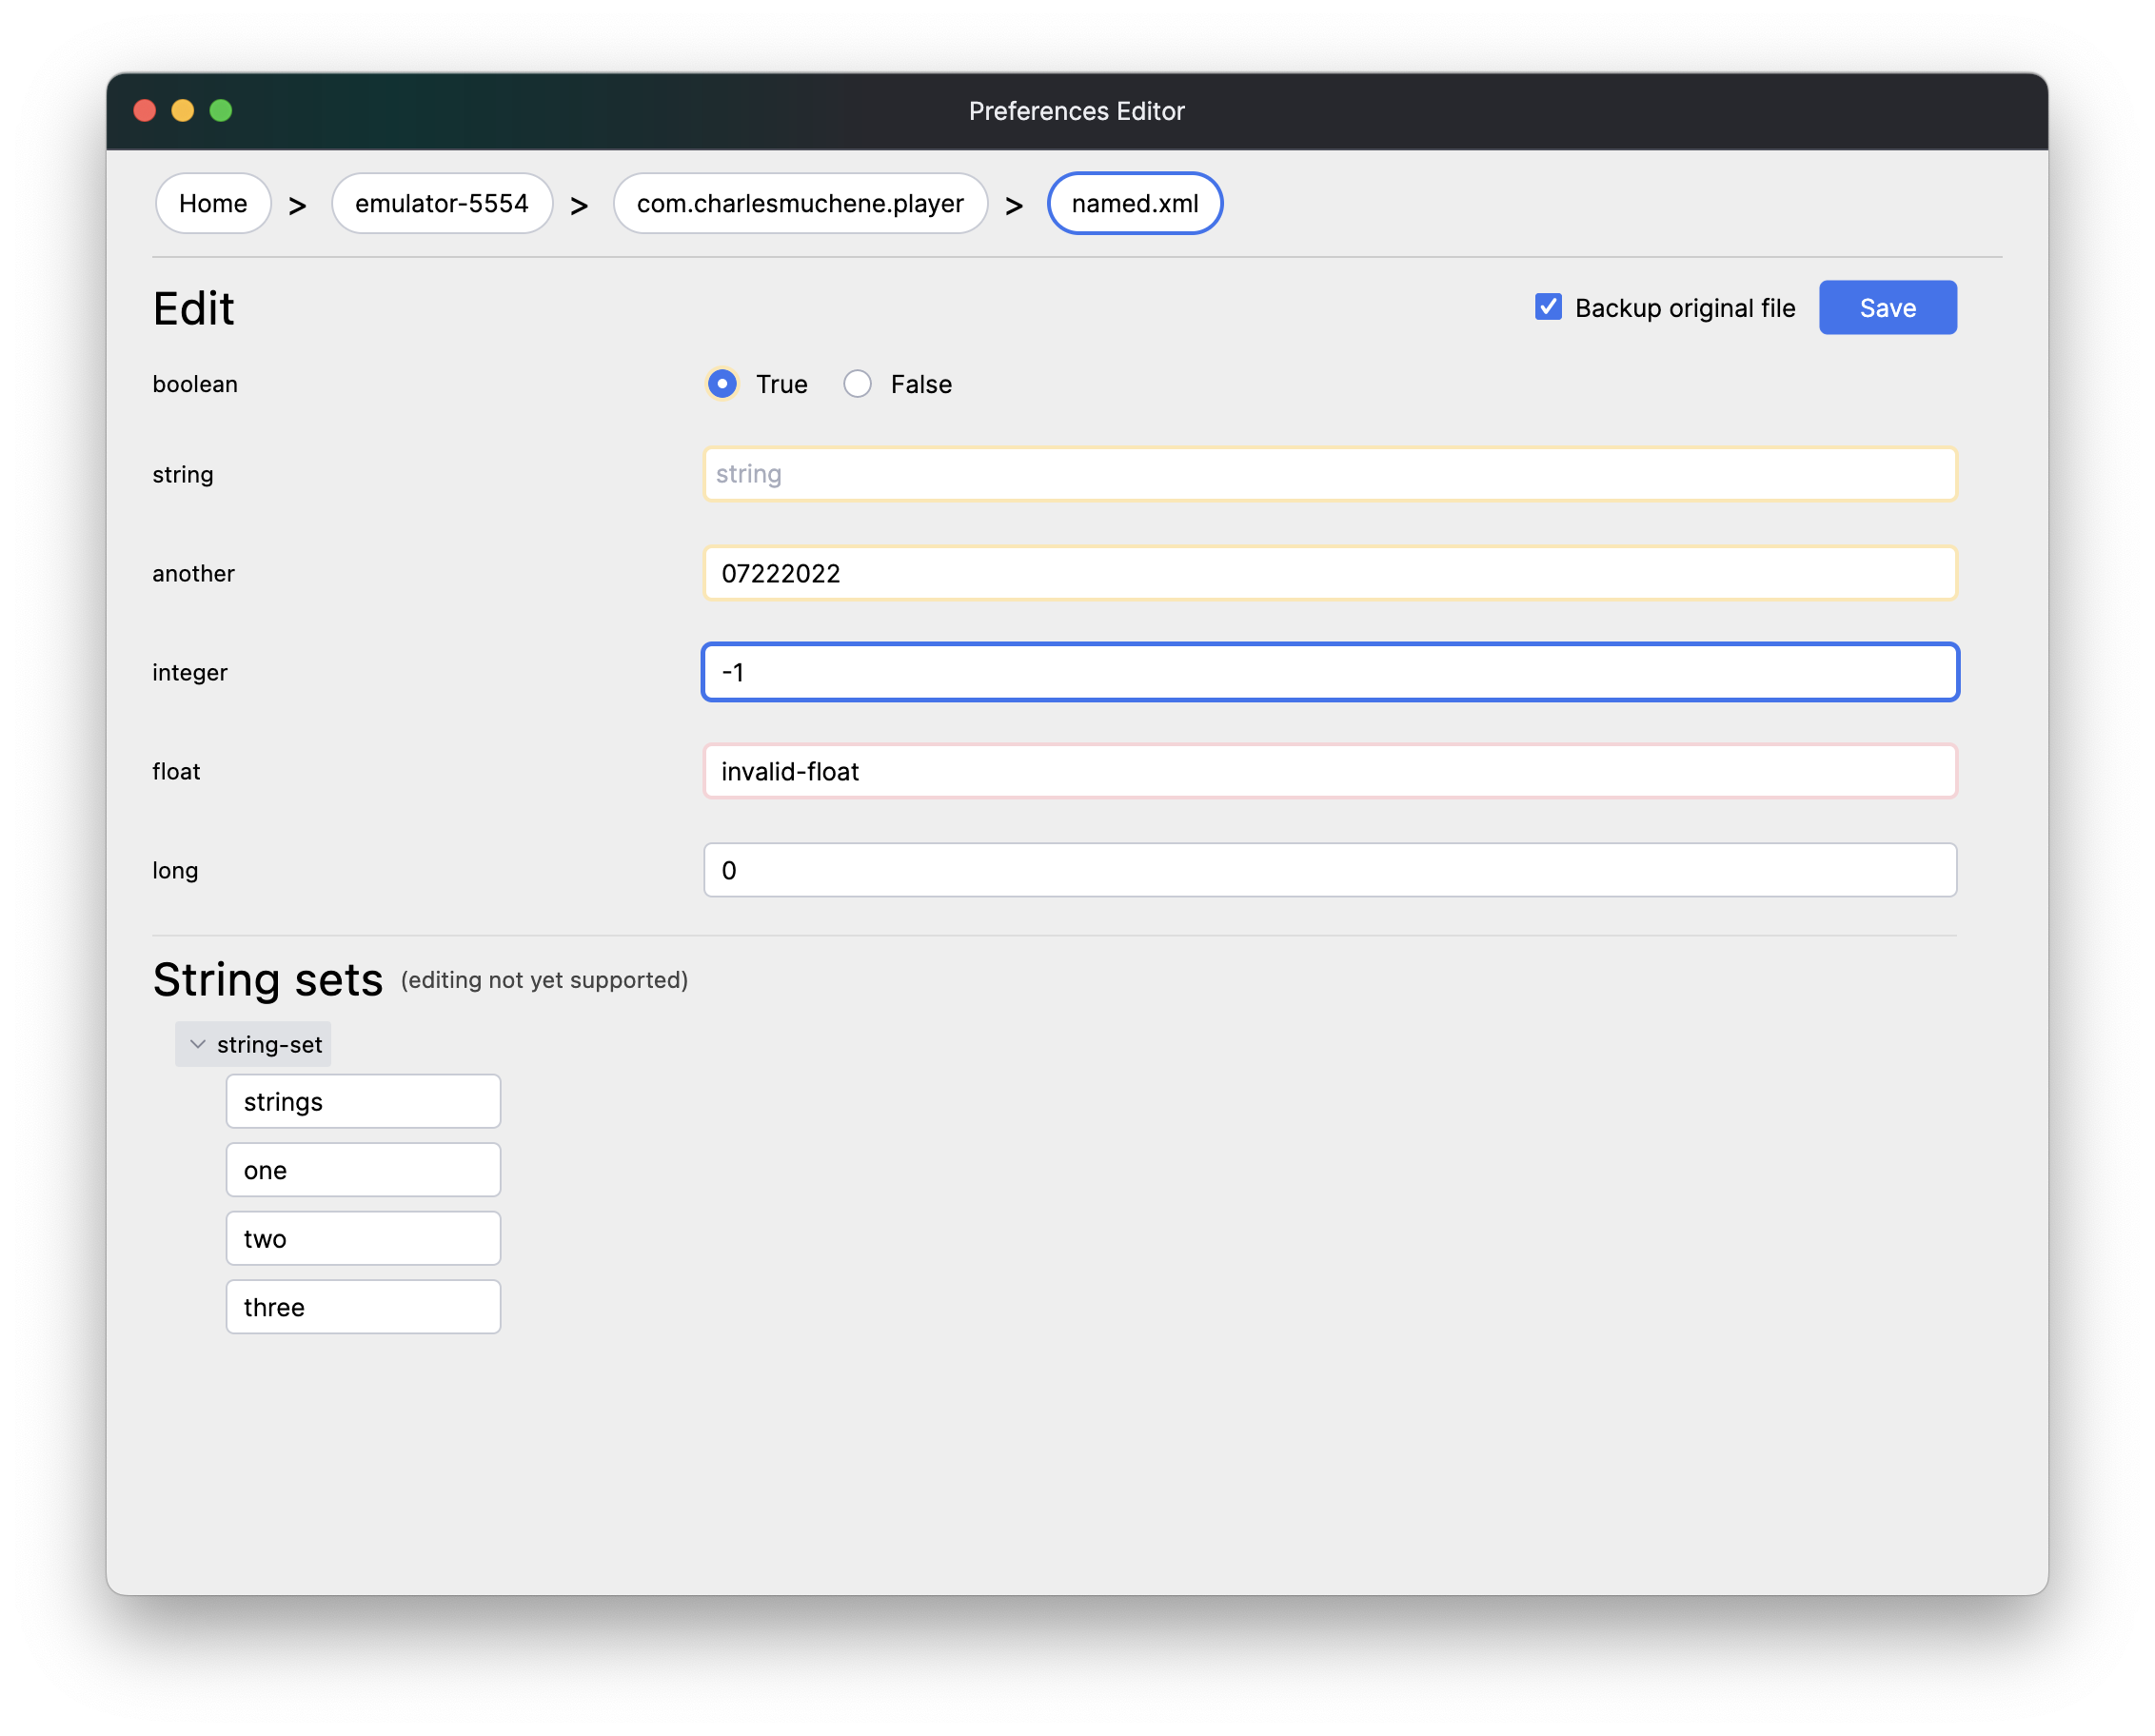 Preferences Editor
Home > emulator-5554 > com.charlesmuchene.player > named.xml
Edit
Backup original file Save
boolean True False
string string
another 07222022
integer -1
float invalid-float
long 0
String sets (editing not yet supported)
string-set
strings
one
two
three